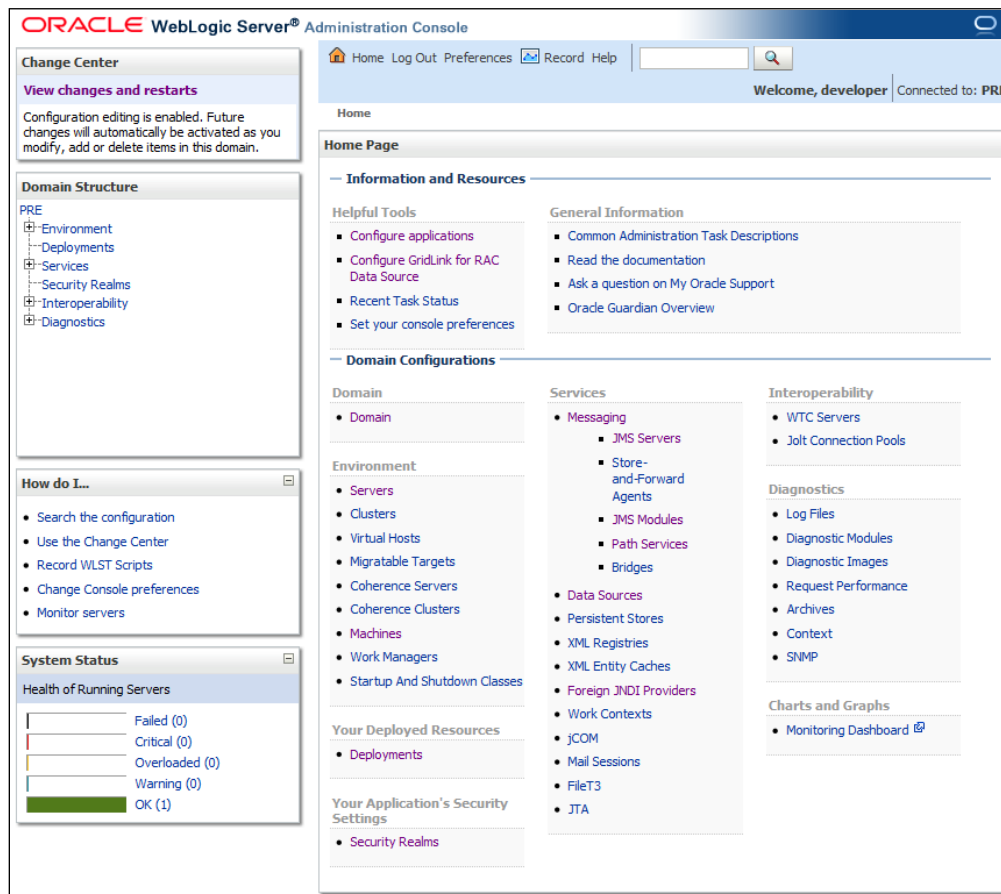 ORACLE WebLogic Server® Administration Console
Change Center
View changes and restarts
Configuration editing is enabled. Future
changes will automatically be activated as you
modify, add or delete items in this domain.
Domain Structure
PRE
Environment
Deployments
Services
Security Realms
Interoperability
Diagnostics
How do I...
Search the configuration
Use the Change Center
Record WLST Scripts
Change Console preferences
Monitor servers
System Status
Health of Running Servers
Failed (0)
Critical (0)
Overloaded (0)
Warning (0)
OK (1)
Home Log Out Preferences Record Help
Welcome, developer Connected to: PRE
Home
Home Page
Information and Resources
Helpful Tools
Configure applications
Configure GridLink for RAC
Data Source
Recent Task Status
Set your console preferences
General Information
Common Administration Task Descriptions
Read the documentation
Ask a question on My Oracle Support
Oracle Guardian Overview
Domain Configurations
Domain
Domain
Environment
Servers
Clusters
Virtual Hosts
Migratable Targets
Coherence Servers
Coherence Clusters
Machines
Work Managers
Startup And Shutdown Classes
Your Deployed Resources
Deployments
Your Application's Security
Settings
Security Realms
Services
Messaging
JMS Servers
Store-
and-Forward
Agents
JMS Modules
Path Services
Bridges
Data Sources
Persistent Stores
XML Registries
XML Entity Caches
Foreign JNDI Providers
Work Contexts
jCOM
Mail Sessions
FileT3
JTA
Interoperability
WTC Servers
Jolt Connection Pools
Diagnostics
Log Files
Diagnostic Modules
Diagnostic Images
Request Performance
Archives
Context
SNMP
Charts and Graphs
Monitoring Dashboard